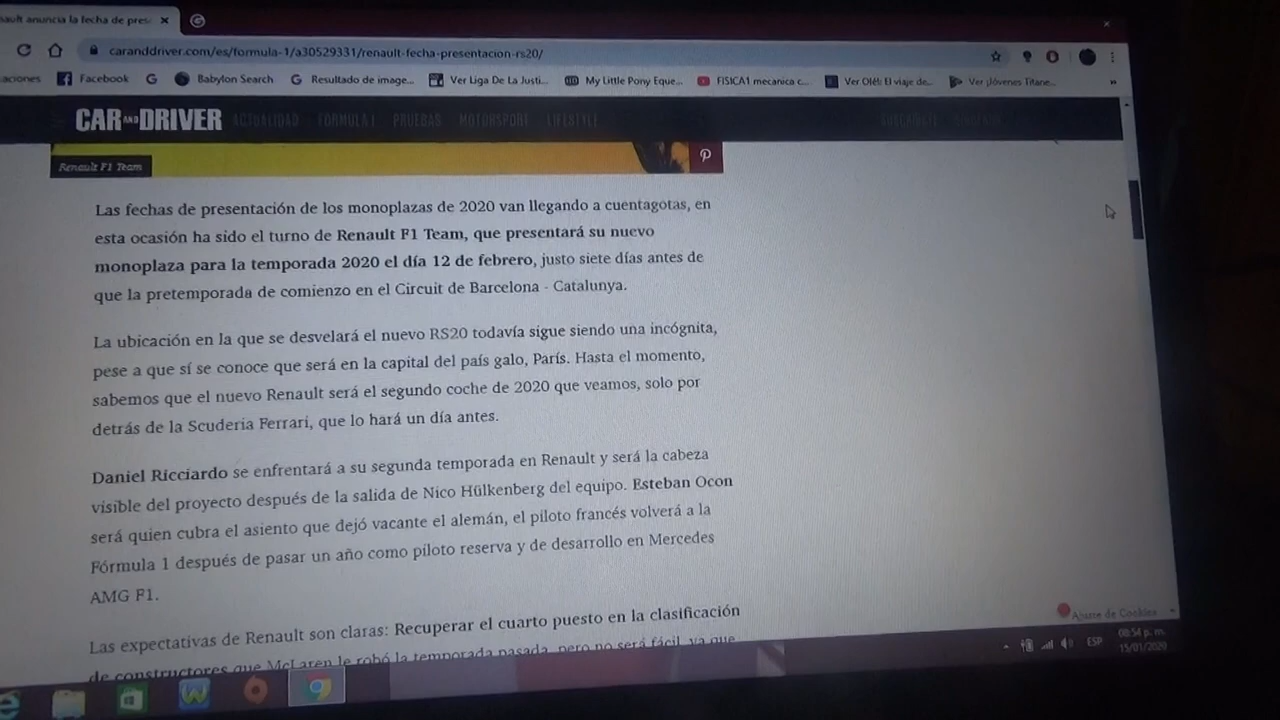 nault anuncia la fecha de pres
caranddriver.com/es/formula-1/a30529331/renault-fecha-presentacion-rs20/
aciones Facebook Babylon Search Resultado de image... Ver Liga De La Justi... My Little Pony Eque... FISICA1 mecanica c... Ver Olé!: El viaje de... Ver ¡Jóvenes Titane... »
CAR AND DRIVER ACTUALIDAD FORMULA 1 PRUEBAS MOTORSPORT LIFESTYLE
Renault F1 Team
Las fechas de presentación de los monoplazas de 2020 van llegando a cuentagotas, en
esta ocasión ha sido el turno de Renault F1 Team, que presentará su nuevo
monoplaza para la temporada 2020 el día 12 de febrero, justo siete días antes de
que la pretemporada de comienzo en el Circuit de Barcelona - Catalunya.
La ubicación en la que se desvelará el nuevo RS20 todavía sigue siendo una incógnita,
pese a que sí se conoce que será en la capital del país galo, París. Hasta el momento,
sabemos que el nuevo Renault será el segundo coche de 2020 que veamos, solo por
detrás de la Scuderia Ferrari, que lo hará un día antes.
Daniel Ricciardo se enfrentará a su segunda temporada en Renault y será la cabeza
visible del proyecto después de la salida de Nico Hülkenberg del equipo. Esteban Ocon
será quien cubra el asiento que dejó vacante el alemán, el piloto francés volverá a la
Fórmula 1 después de pasar un año como piloto reserva y de desarrollo en Mercedes
AMG F1.
Las expectativas de Renault son claras: Recuperar el cuarto puesto en la clasificación
de constructores que McLaren le robó la temporada pasada, pero no será fácil, ya que
Ajuste de Cookies
ESP
08:54 p. m.
15/01/2020